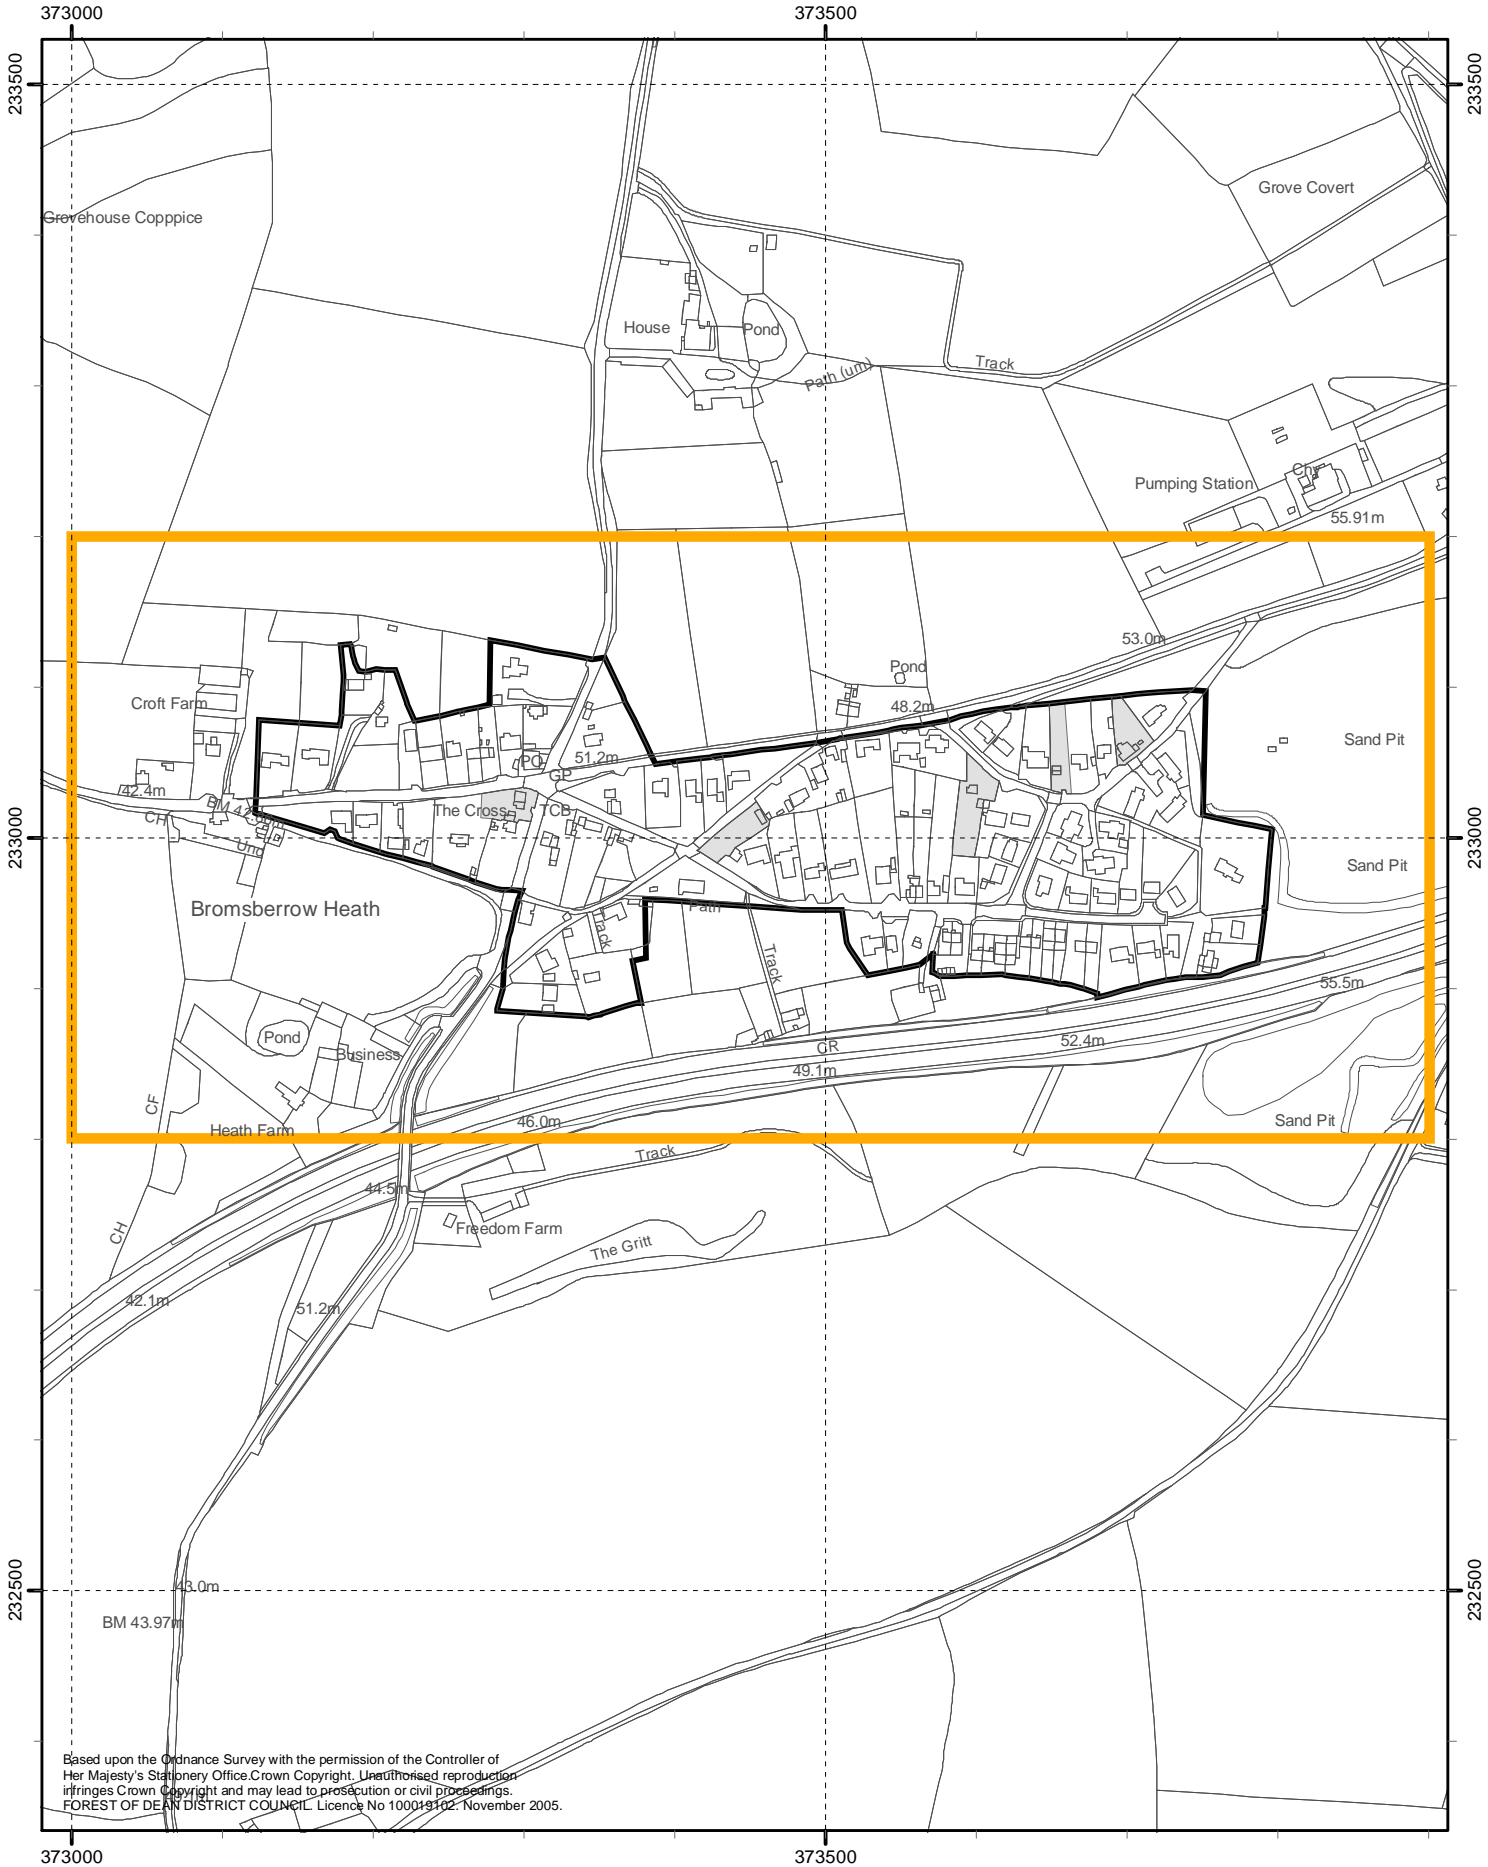 373000
373500
233500
233500
Grove Covert
Grovehouse Copppice
House
Pond
Track
Path (um)
Chy
Pumping Station
55.91m
53.0m
Pond
Croft Farm
48.2m
Sand Pit
51.2m
PO
GP
42.4m
The Cross
TCB
CH
233000
233000
Und
Sand Pit
Bromsberrow Heath
Path
Track
Track
55.5m
Pond
Business
CR
52.4m
49.1m
CF
Heath Farm
46.0m
Sand Pit
Track
44.5m
CH
Freedom Farm
The Gritt
42.1m
51.2m
232500
232500
43.0m
BM 43.97m
Based upon the Ordnance Survey with the permission of the Controller of
Her Majesty's Stationery Office.Crown Copyright. Unauthorised reproduction
infringes Crown Copyright and may lead to prosecution or civil proceedings.
FOREST OF DEAN DISTRICT COUNCIL. Licence No 100019102. November 2005.
373000
373500